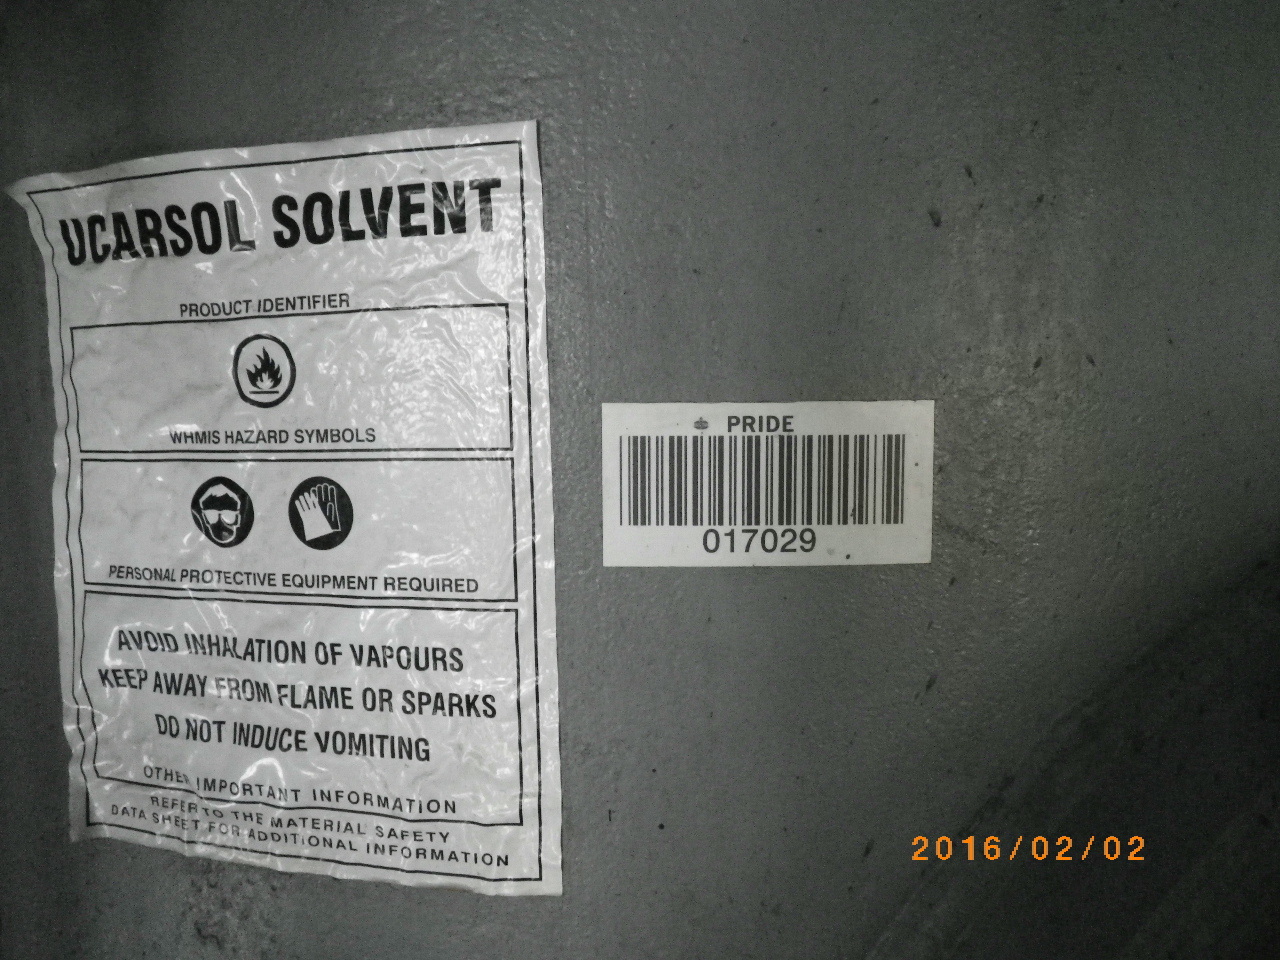 UCARSOL SOLVENT
PRODUCT IDENTIFIER
WHMIS HAZARD SYMBOLS
PERSONAL PROTECTIVE EQUIPMENT REQUIRED
AVOID INHALATION OF VAPOURS
KEEP AWAY FROM FLAME OR SPARKS
DO NOT INDUCE VOMITING
OTHER IMPORTANT INFORMATION
REFER TO THE MATERIAL SAFETY
DATA SHEET FOR ADDITIONAL INFORMATION
PRIDE
017029
2016/02/02